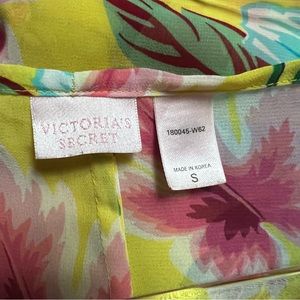 VICTORIA'S
SECRET
180045-W62
MADE IN KOREA
S